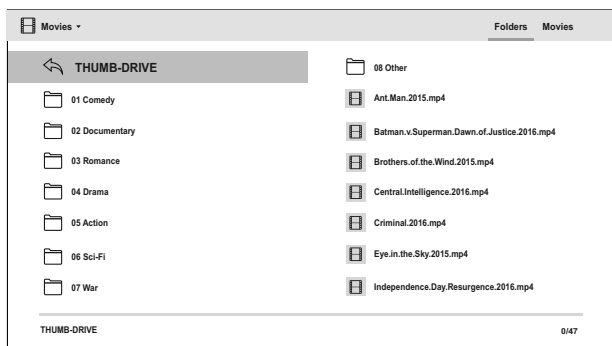 Movies
Folders Movies
THUMB-DRIVE
01 Comedy
02 Documentary
03 Romance
04 Drama
05 Action
06 Sci-Fi
07 War
08 Other
Ant.Man.2015.mp4
Batman.v.Superman.Dawn.of.Justice.2016.mp4
Brothers.of.the.Wind.2015.mp4
Central.Intelligence.2016.mp4
Criminal.2016.mp4
Eye.in.the.Sky.2015.mp4
Independence.Day.Resurgence.2016.mp4
THUMB-DRIVE
0/47